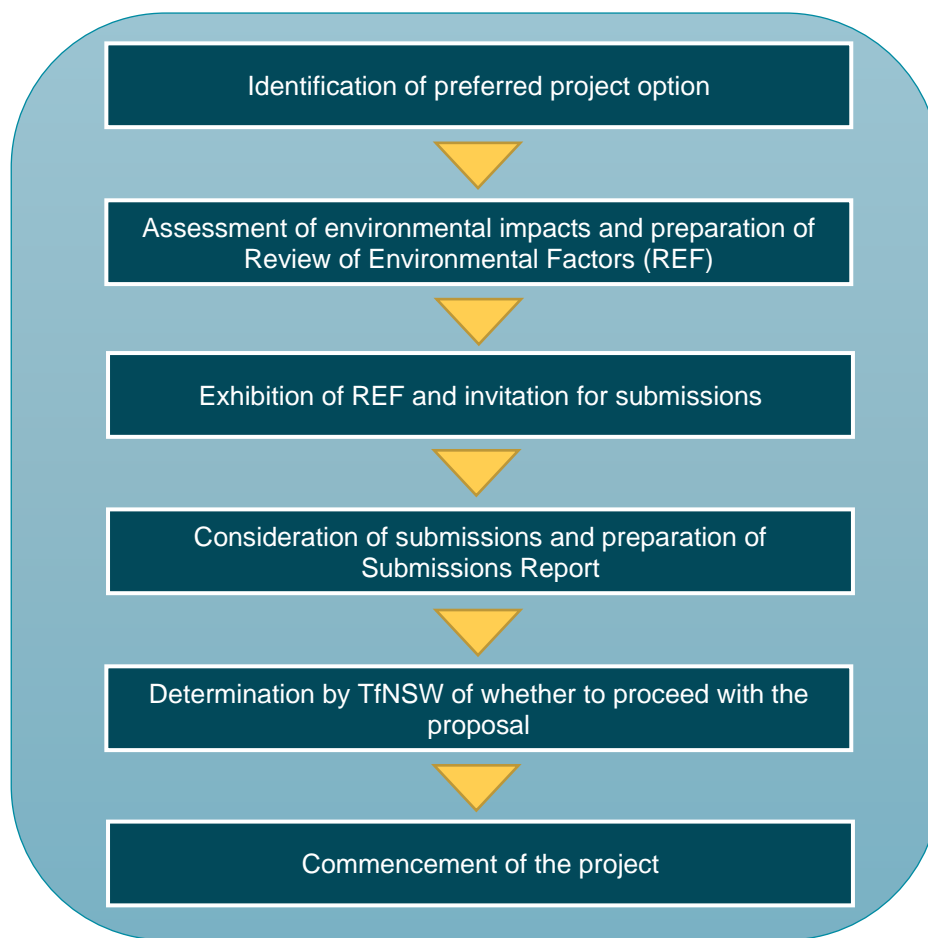 Identification of preferred project option
Assessment of environmental impacts and preparation of
Review of Environmental Factors (REF)
Exhibition of REF and invitation for submissions
Consideration of submissions and preparation of
Submissions Report
Determination by TfNSW of whether to proceed with the
proposal
Commencement of the project